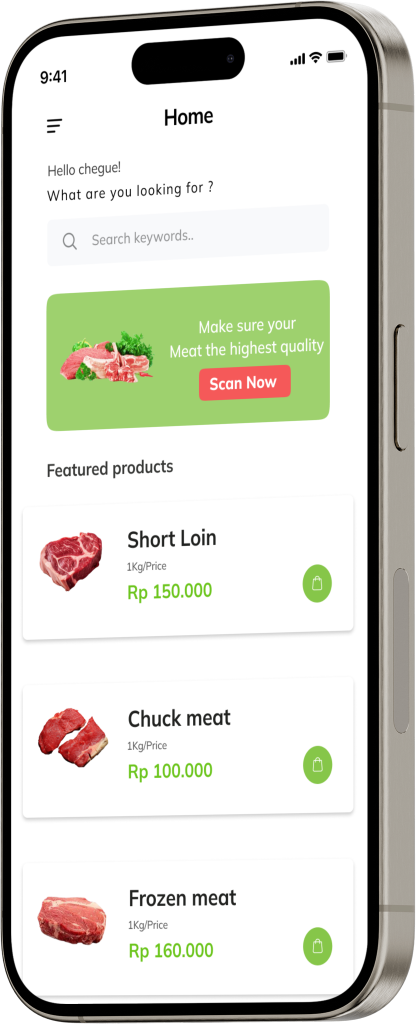 9:41
Home
Hello chegue!
What are you looking for ?
Search keywords..
Make sure your
Meat the highest quality
Scan Now
Featured products
Short Loin
1Kg/Price
Rp 150.000
Chuck meat
1Kg/Price
Rp 100.000
Frozen meat
1Kg/Price
Rp 160.000